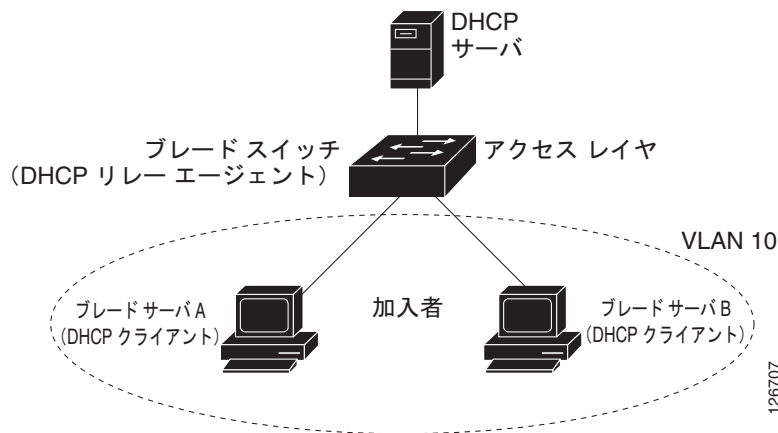 DHCP
サーバ
ブレード スイッチ
(DHCP リレー エージェント)
アクセス レイヤ
VLAN 10
ブレード サーバ A
(DHCP クライアント)
加入者
ブレード サーバ B
(DHCP クライアント)
126707